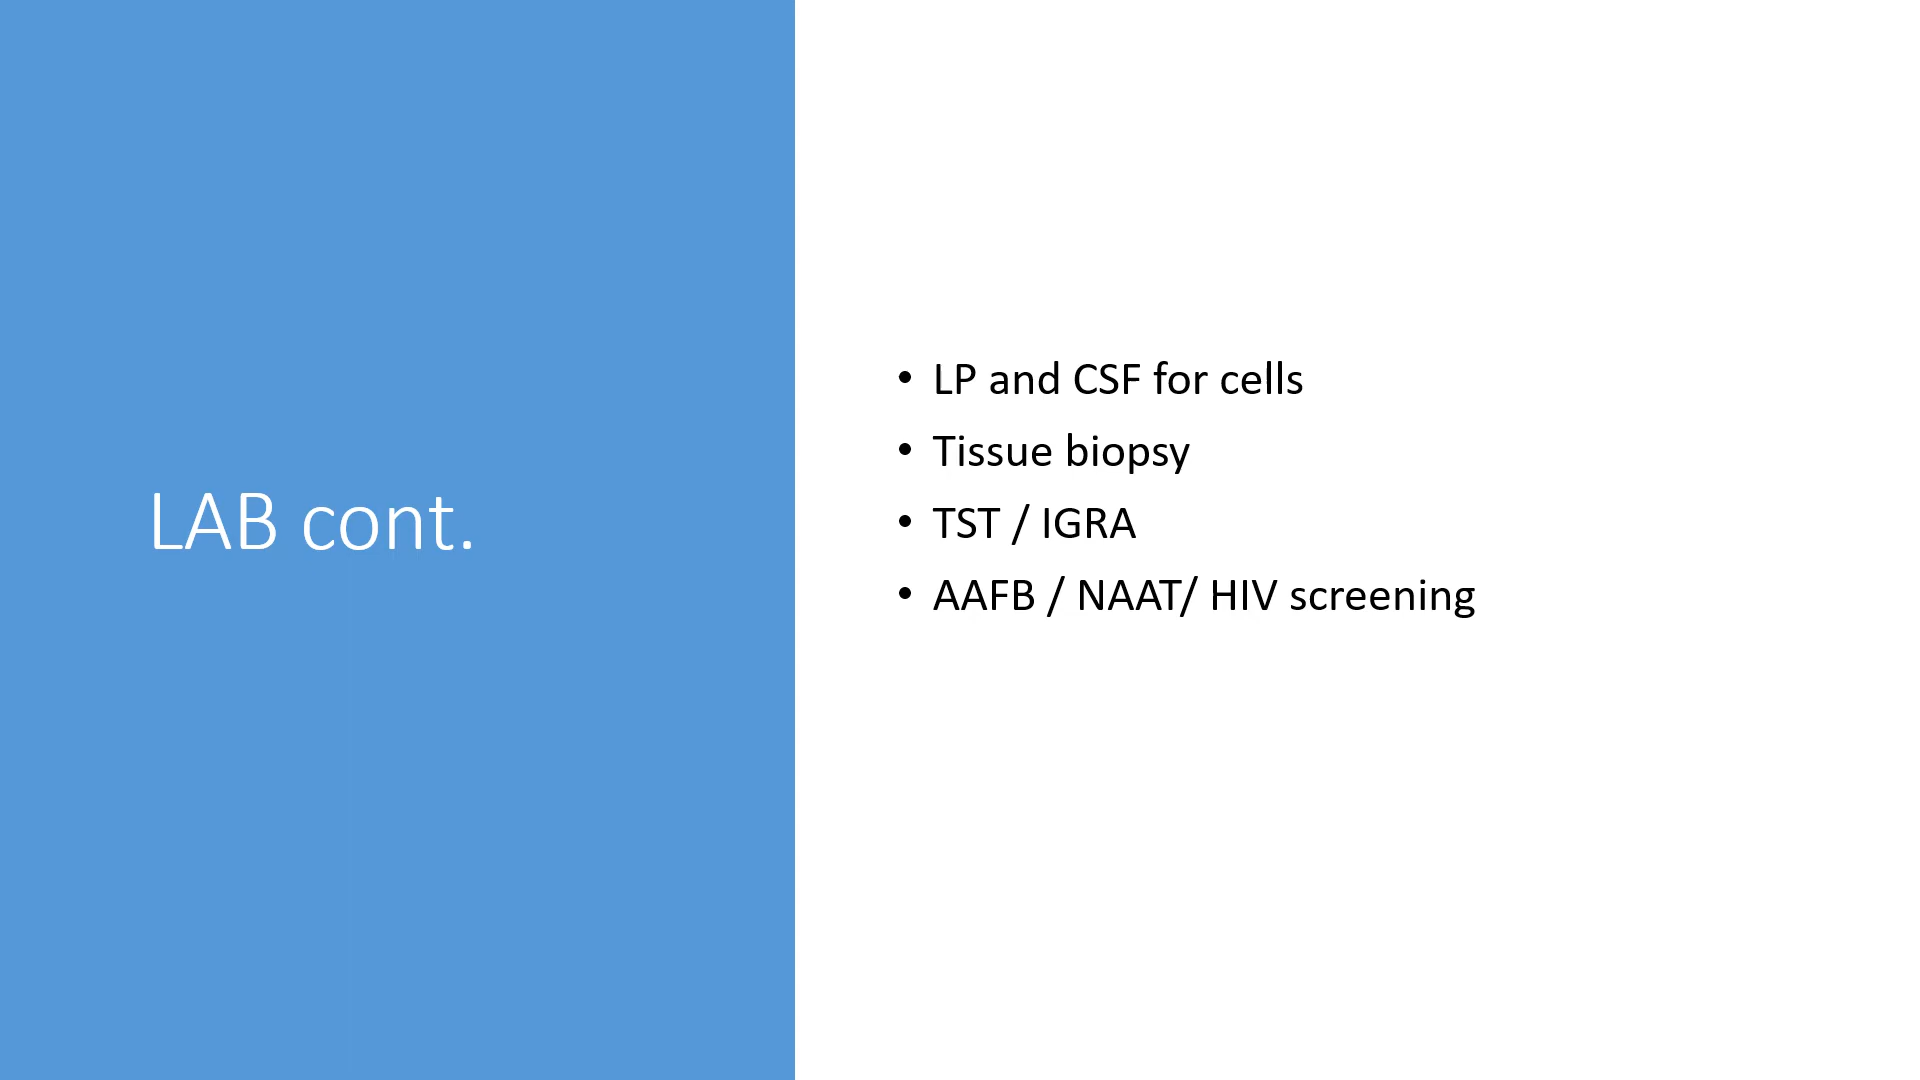 LAB cont.
• LP and CSF for cells
• Tissue biopsy
• TST / IGRA
• AAFB / NAAT/ HIV screening